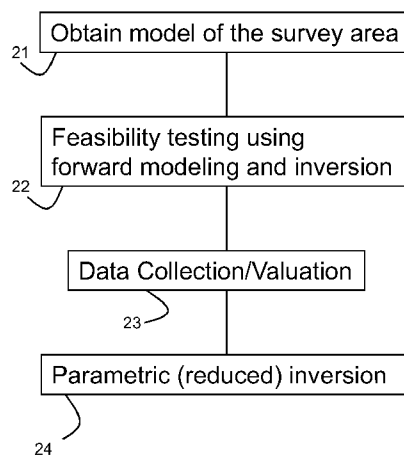 Obtain model of the survey area
21
Feasibility testing using
forward modeling and inversion
22
Data Collection/Valuation
23
Parametric (reduced) inversion
24